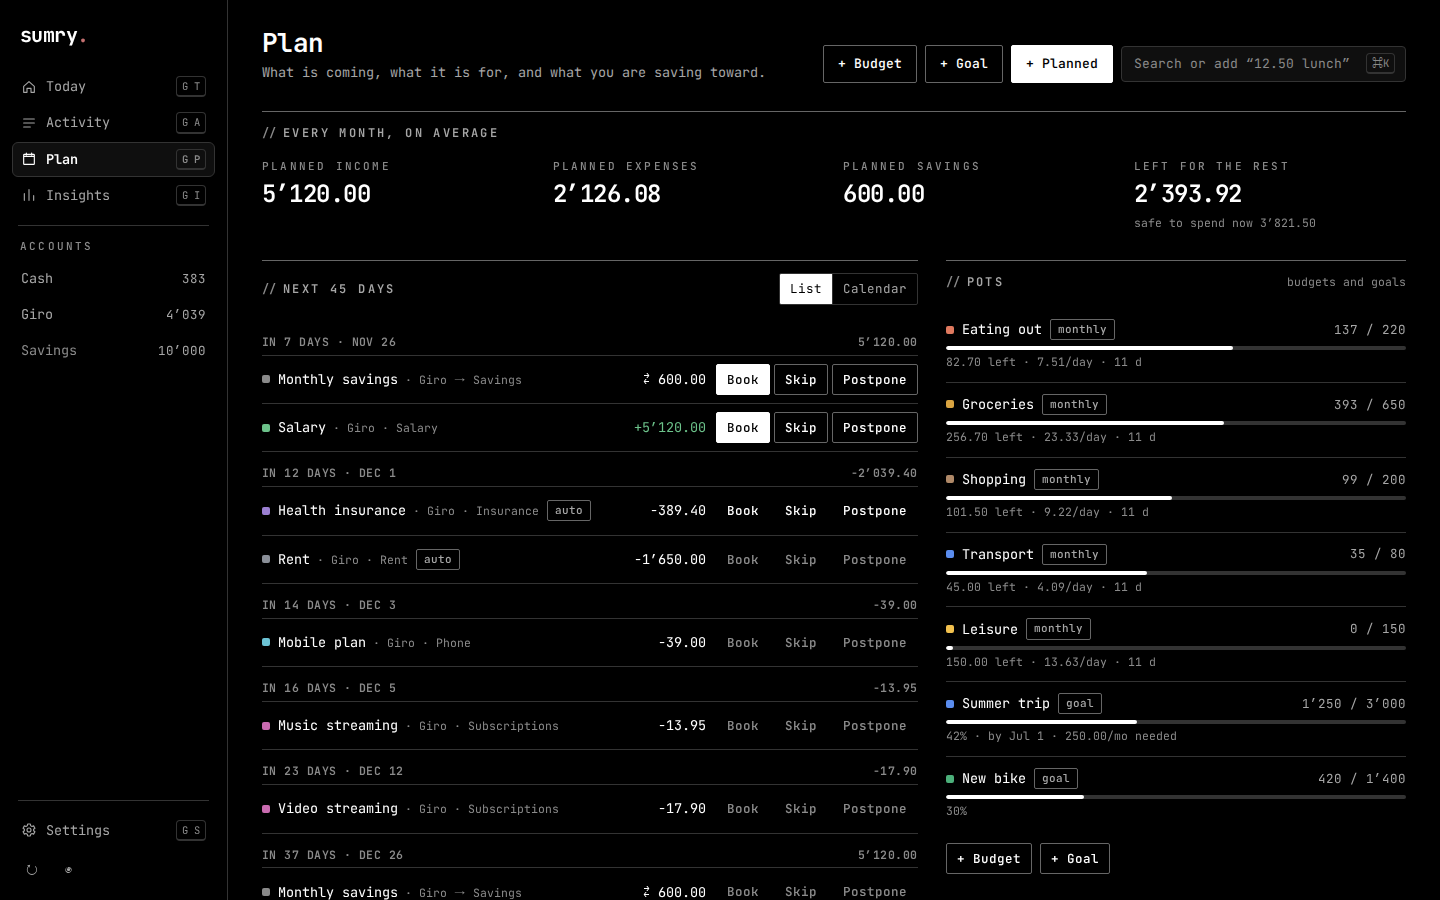 sumry.
Today G T
Activity G A
Plan G P
Insights G I
ACCOUNTS
Cash 383
Giro 4’039
Savings 10’000
Settings G S
Plan
What is coming, what it is for, and what you are saving toward.
+ Budget + Goal + Planned Search or add “12.50 lunch” ⌘K
// EVERY MONTH, ON AVERAGE
PLANNED INCOME PLANNED EXPENSES PLANNED SAVINGS LEFT FOR THE REST
5’120.00 2’126.08 600.00 2’393.92
safe to spend now 3’821.50
// NEXT 45 DAYS List Calendar
IN 7 DAYS · NOV 26 5’120.00
Monthly savings · Giro → Savings ⇄ 600.00 Book Skip Postpone
Salary · Giro · Salary +5’120.00 Book Skip Postpone
IN 12 DAYS · DEC 1 -2’039.40
Health insurance · Giro · Insurance auto -389.40 Book Skip Postpone
Rent · Giro · Rent auto -1’650.00 Book Skip Postpone
IN 14 DAYS · DEC 3 -39.00
Mobile plan · Giro · Phone -39.00 Book Skip Postpone
IN 16 DAYS · DEC 5 -13.95
Music streaming · Giro · Subscriptions -13.95 Book Skip Postpone
IN 23 DAYS · DEC 12 -17.90
Video streaming · Giro · Subscriptions -17.90 Book Skip Postpone
IN 37 DAYS · DEC 26 5’120.00
Monthly savings · Giro → Savings ⇄ 600.00 Book Skip Postpone
// POTS budgets and goals
Eating out monthly 137 / 220
82.70 left · 7.51/day · 11 d
Groceries monthly 393 / 650
256.70 left · 23.33/day · 11 d
Shopping monthly 99 / 200
101.50 left · 9.22/day · 11 d
Transport monthly 35 / 80
45.00 left · 4.09/day · 11 d
Leisure monthly 0 / 150
150.00 left · 13.63/day · 11 d
Summer trip goal 1’250 / 3’000
42% · by Jul 1 · 250.00/mo needed
New bike goal 420 / 1’400
30%
+ Budget + Goal